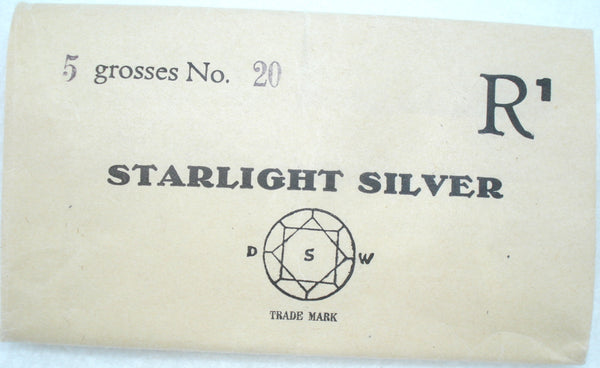 5 grosses No. 20
R¹
STARLIGHT SILVER
D S W
TRADE MARK